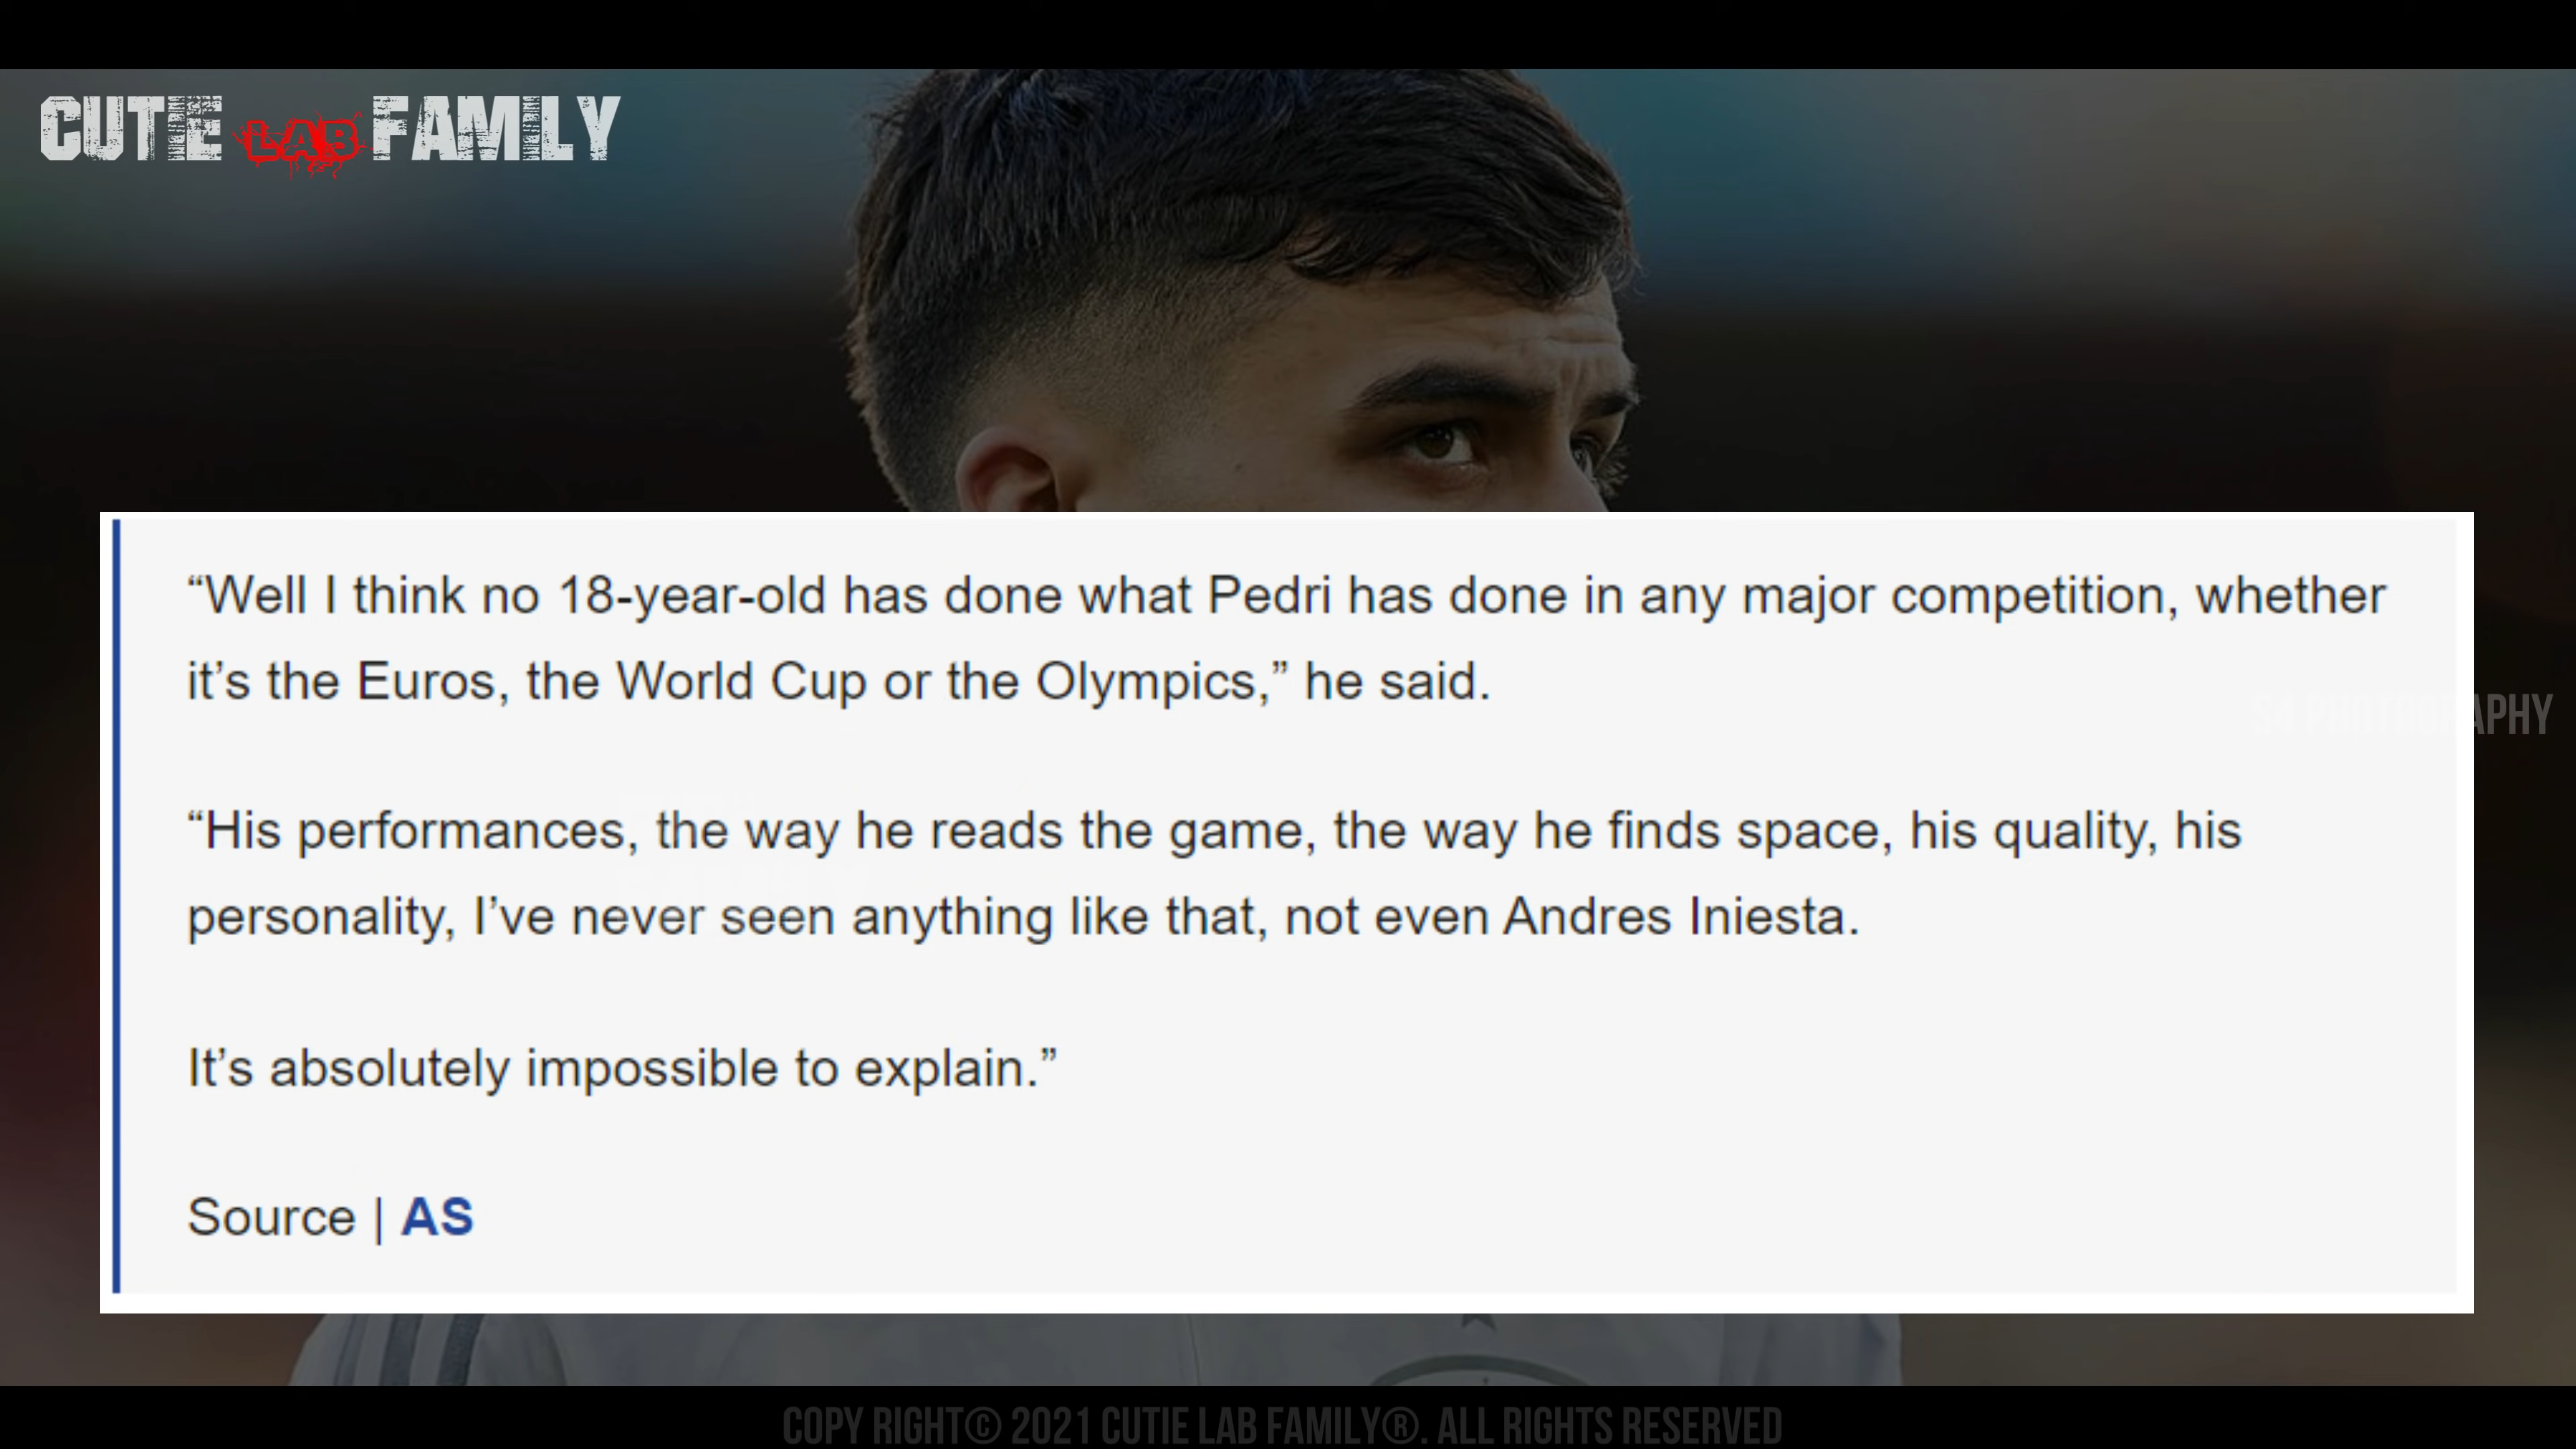 CUTIE LAB FAMILY
“Well I think no 18-year-old has done what Pedri has done in any major competition, whether
it’s the Euros, the World Cup or the Olympics,” he said.
“His performances, the way he reads the game, the way he finds space, his quality, his
personality, I’ve never seen anything like that, not even Andres Iniesta.
It’s absolutely impossible to explain.”
Source | AS
COPY RIGHT© 2021 CUTIE LAB FAMILY®. ALL RIGHTS RESERVED